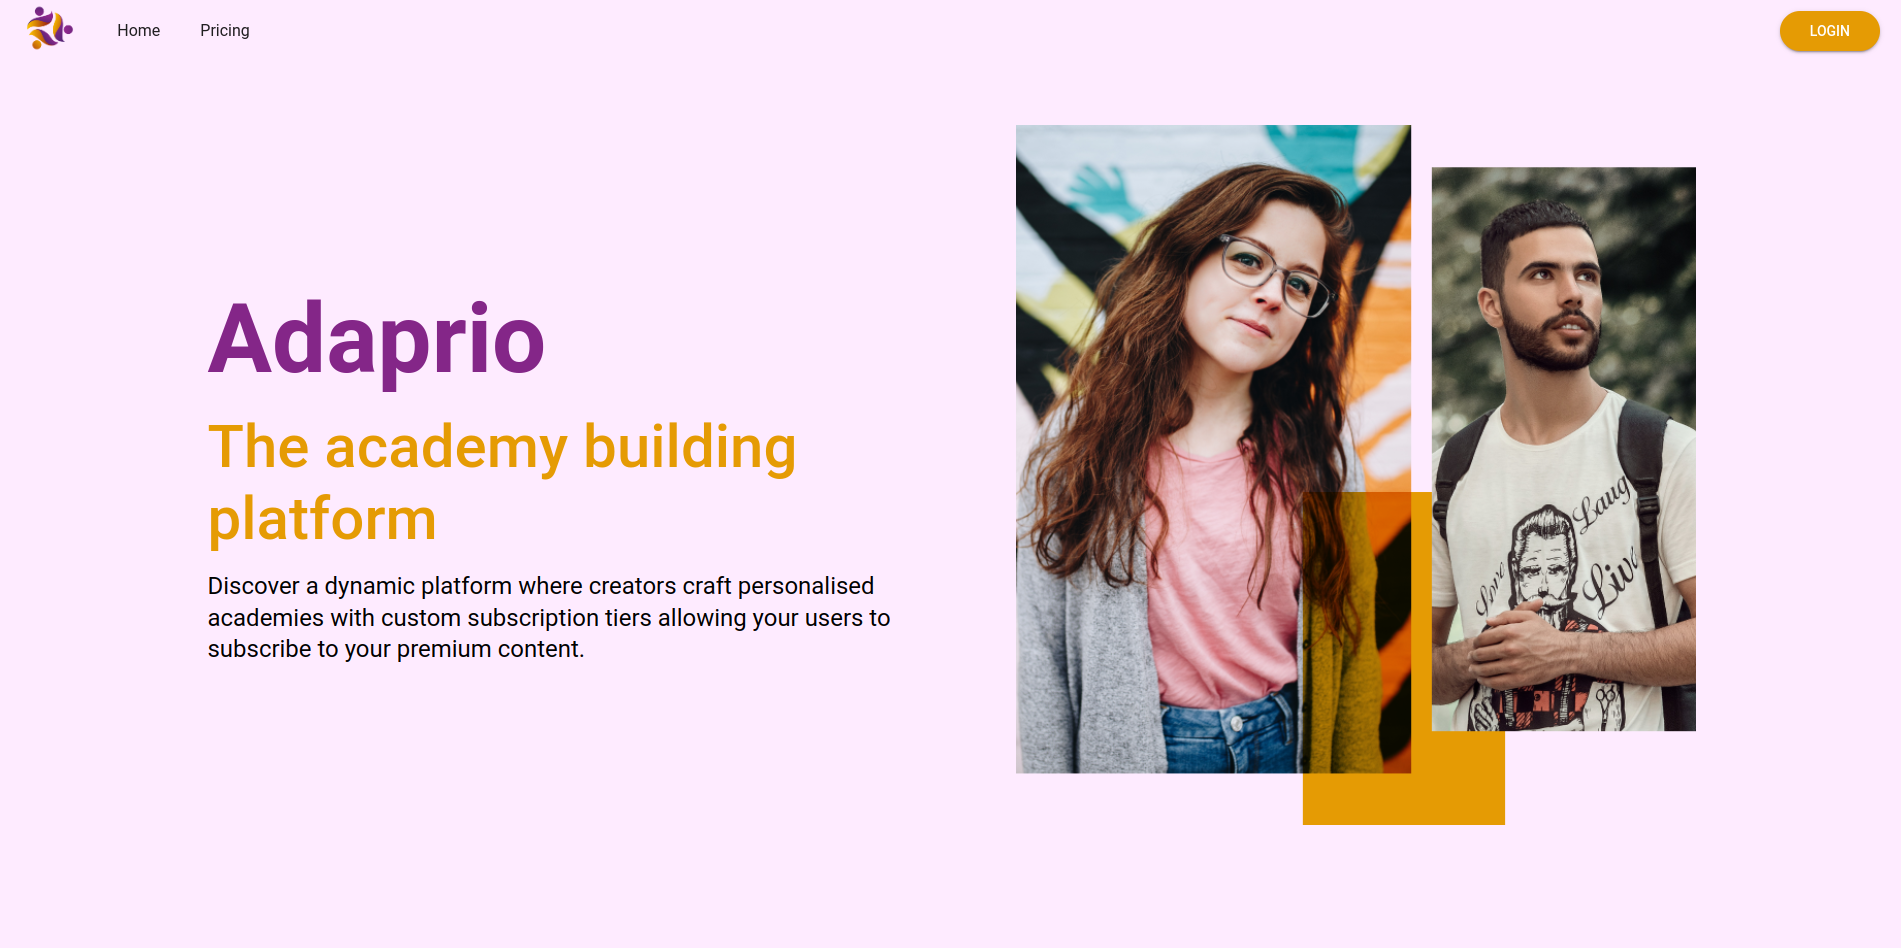 Home
Pricing
LOGIN
Adaprio
The academy building
platform
Discover a dynamic platform where creators craft personalised
academies with custom subscription tiers allowing your users to
subscribe to your premium content.
Laug
Live
Love